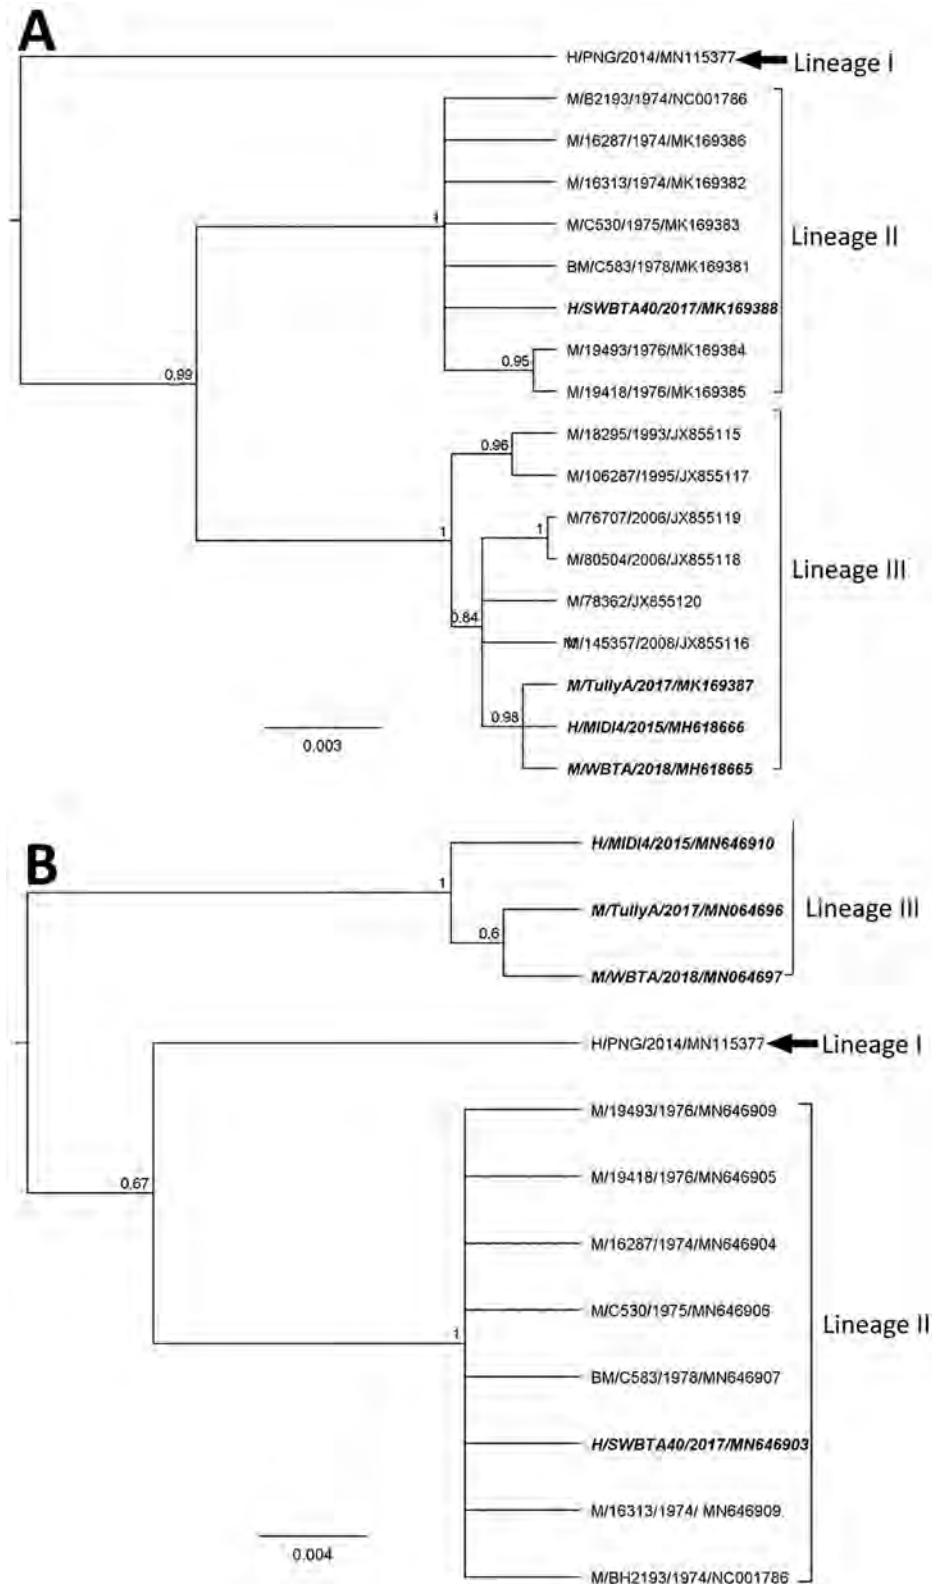 A
H/PNG/2014/MN115377 Lineage I
M/B2193/1974/NC001786
M/16287/1974/MK169386
M/16313/1974/MK169382
1 M/C530/1975/MK169383
Lineage II
BM/C583/1978/MK169381
H/SWBTA40/2017/MK169388
0.95 M/19493/1976/MK169384
0.99 M/19418/1976/MK169385
M/18295/1993/JX855115
0.96
M/106287/1995/JX855117
M/76707/2006/JX855119
1
1 M/80504/2006/JX855118
Lineage III
M/78362/JX855120
0.84
M/145357/2008/JX855116
M/TullyA/2017/MK169387
0.98 H/MIDI4/2015/MH618666
0.003
M/WBTA/2018/MH618665
B
H/MIDI4/2015/MN646910
1
M/TullyA/2017/MN064696 Lineage III
0.6
M/WBTA/2018/MN064697
H/PNG/2014/MN115377 Lineage I
M/19493/1976/MN646909
0.67 M/19418/1976/MN646905
M/16287/1974/MN646904
M/C530/1975/MN646906
1 Lineage II
BM/C583/1978/MN646907
H/SWBTA40/2017/MN646903
M/16313/1974/ MN646909
0.004
M/BH2193/1974/NC001786